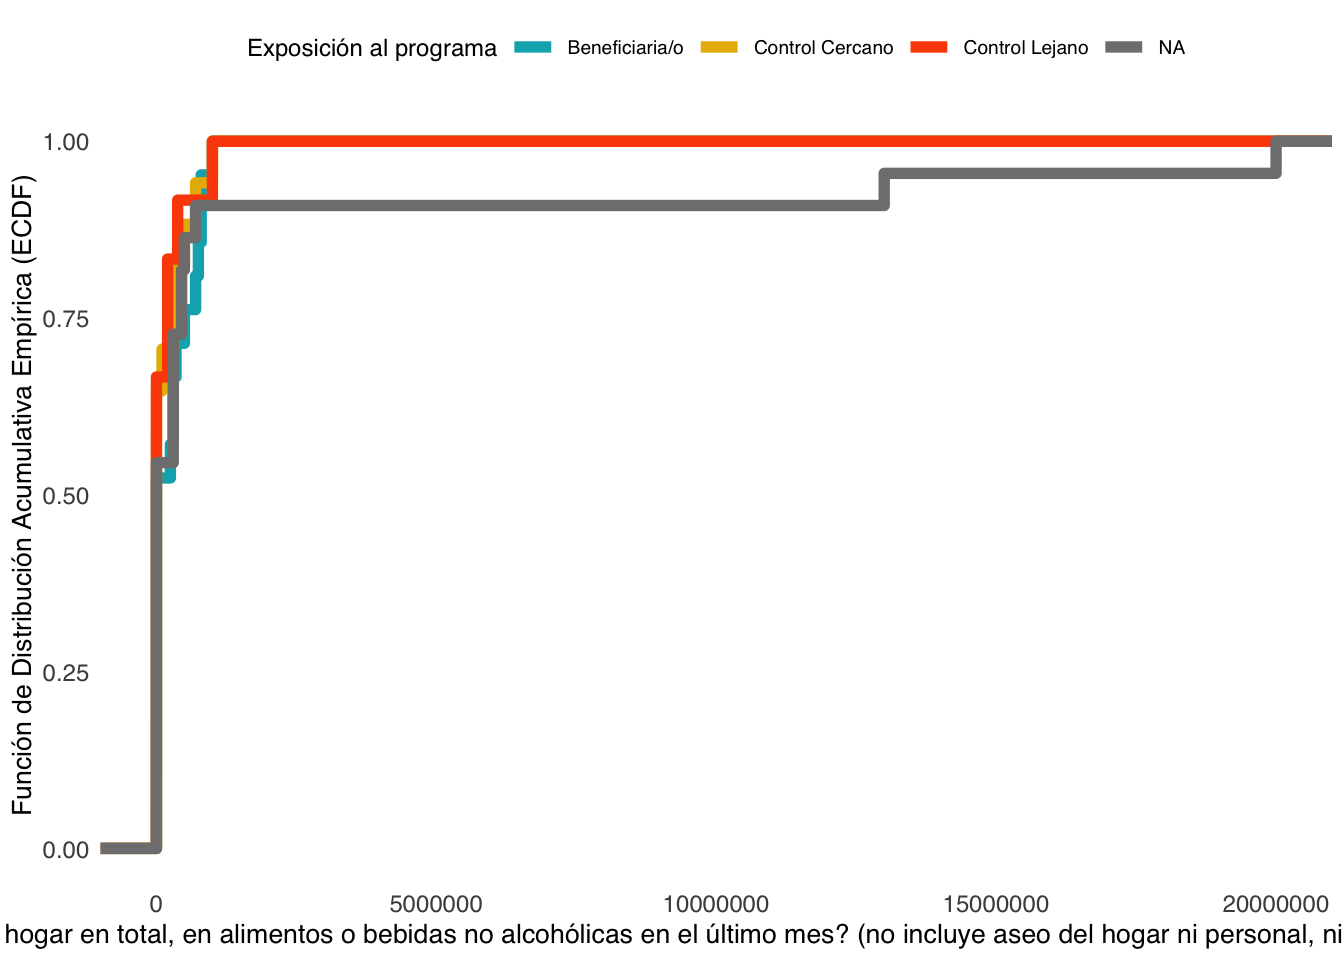 Exposición al programa Beneficiaria/o Control Cercano Control Lejano NA
Función de Distribución Acumulativa Empírica (ECDF)
1.00
0.75
0.50
0.25
0.00
0 5000000 10000000 15000000 20000000
hogar en total, en alimentos o bebidas no alcohólicas en el último mes? (no incluye aseo del hogar ni personal, ni